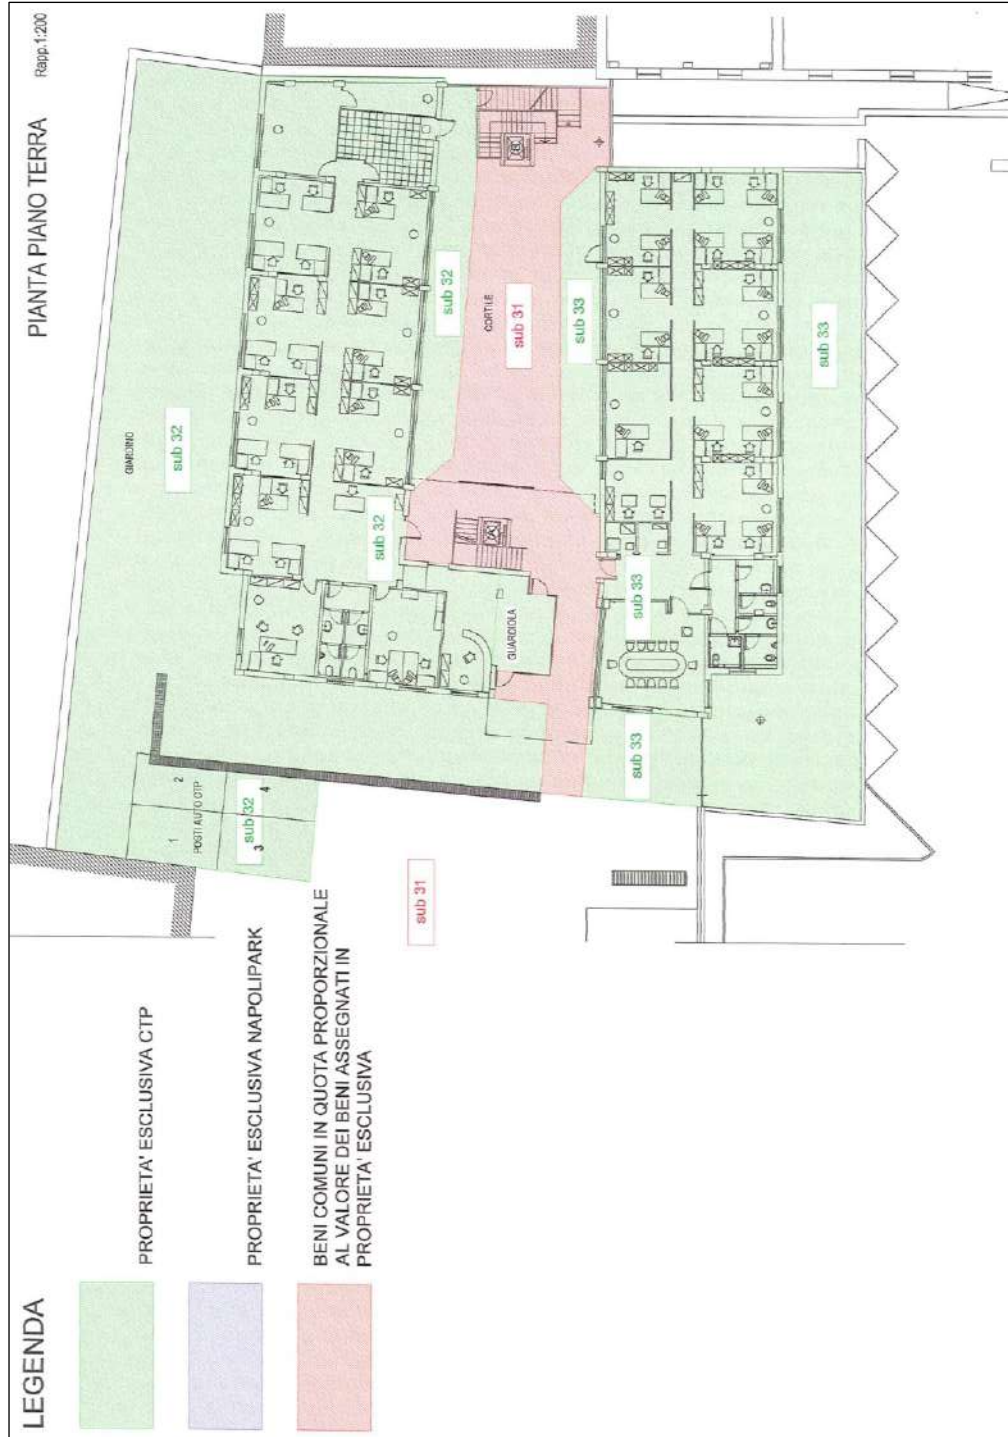 PIANTA PIANO TERRA
Rapp.1:200
GIARDINO
sub 32
sub 32
CORTILE
sub 31
sub 33
sub 33
sub 32
sub 33
GUARDIOLA
sub 33
1
2
POSTI AUTO CTP
sub 32
3
4
sub 31
LEGENDA
PROPRIETA' ESCLUSIVA CTP
PROPRIETA' ESCLUSIVA NAPOLIPARK
BENI COMUNI IN QUOTA PROPORZIONALE
AL VALORE DEI BENI ASSEGNATI IN
PROPRIETA' ESCLUSIVA